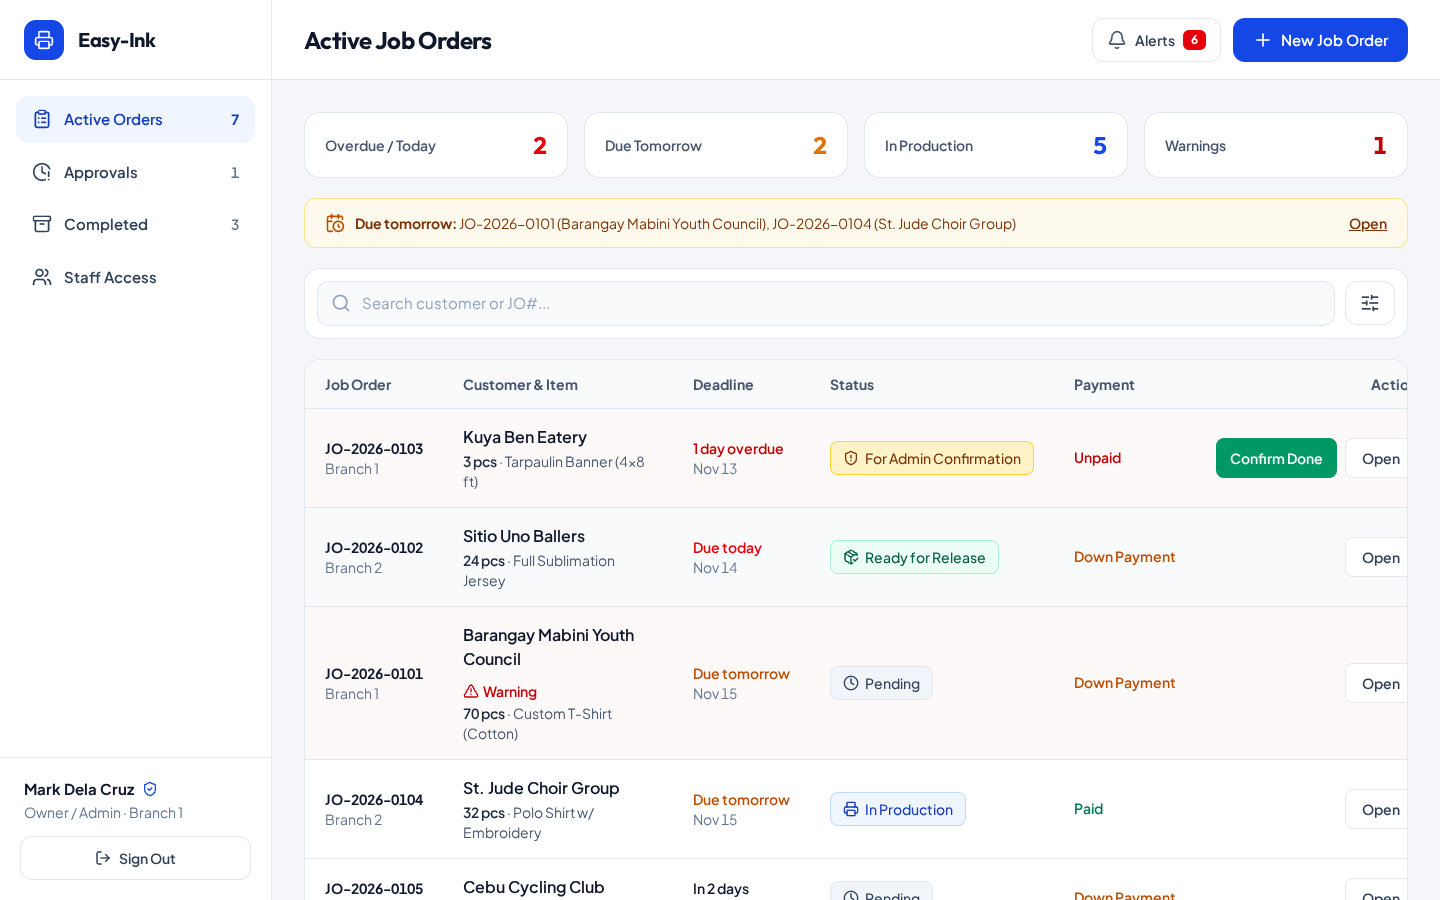 Easy-Ink
Active Job Orders
Alerts 6
New Job Order
Active Orders 7
Approvals 1
Completed 3
Staff Access
Overdue / Today 2
Due Tomorrow 2
In Production 5
Warnings 1
Due tomorrow: JO-2026-0101 (Barangay Mabini Youth Council), JO-2026-0104 (St. Jude Choir Group)
Open
Search customer or JO#...
Job Order Customer & Item Deadline Status Payment Actio
JO-2026-0103
Branch 1
Kuya Ben Eatery
3 pcs · Tarpaulin Banner (4×8
ft)
1 day overdue
Nov 13
For Admin Confirmation
Unpaid
Confirm Done
Open
JO-2026-0102
Branch 2
Sitio Uno Ballers
24 pcs · Full Sublimation
Jersey
Due today
Nov 14
Ready for Release
Down Payment
Open
JO-2026-0101
Branch 1
Barangay Mabini Youth
Council
Warning
70 pcs · Custom T-Shirt
(Cotton)
Due tomorrow
Nov 15
Pending
Down Payment
Open
JO-2026-0104
Branch 2
St. Jude Choir Group
32 pcs · Polo Shirt w/
Embroidery
Due tomorrow
Nov 15
In Production
Paid
Open
JO-2026-0105
Cebu Cycling Club
In 2 days
Pending
Down Payment
Open
Mark Dela Cruz
Owner / Admin · Branch 1
Sign Out